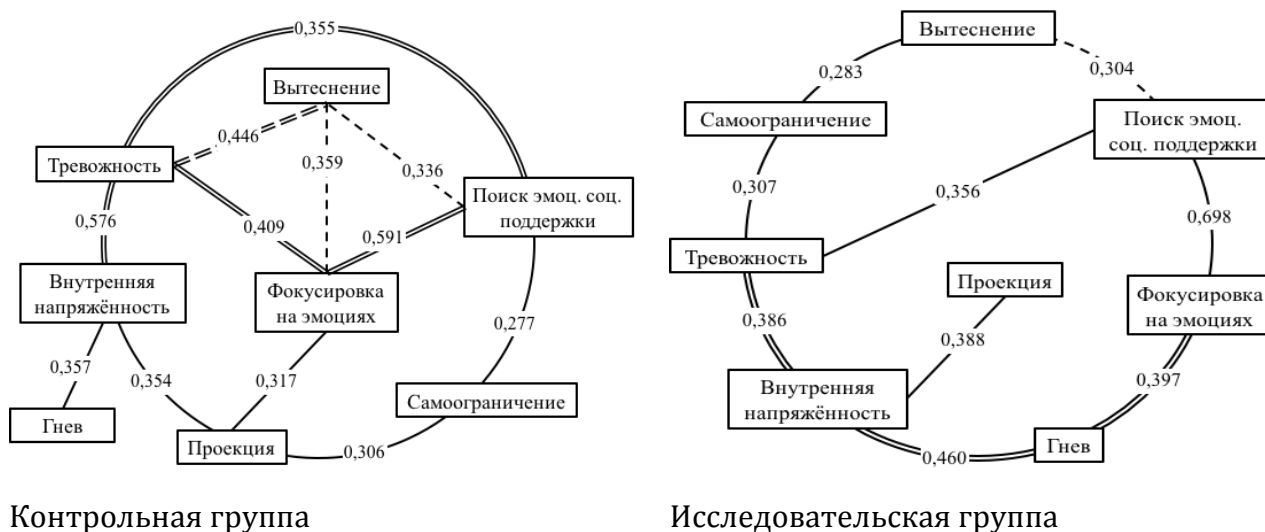 0,355
Вытеснение
0,446
0,359
0,336
Тревожность
Поиск эмоц. соц.
поддержки
0,576
0,409
0,591
Внутренняя
напряжённость
Фокусировка
на эмоциях
0,277
0,357
0,354
0,317
Самоограничение
Гнев
Проекция
0,306
Контрольная группа
Вытеснение
0,283
0,304
Самоограничение
Поиск эмоц.
соц. поддержки
0,307
0,356
0,698
Тревожность
Проекция
Фокусировка
на эмоциях
0,386
0,388
0,397
Внутренняя
напряжённость
Гнев
0,460
Исследовательская группа